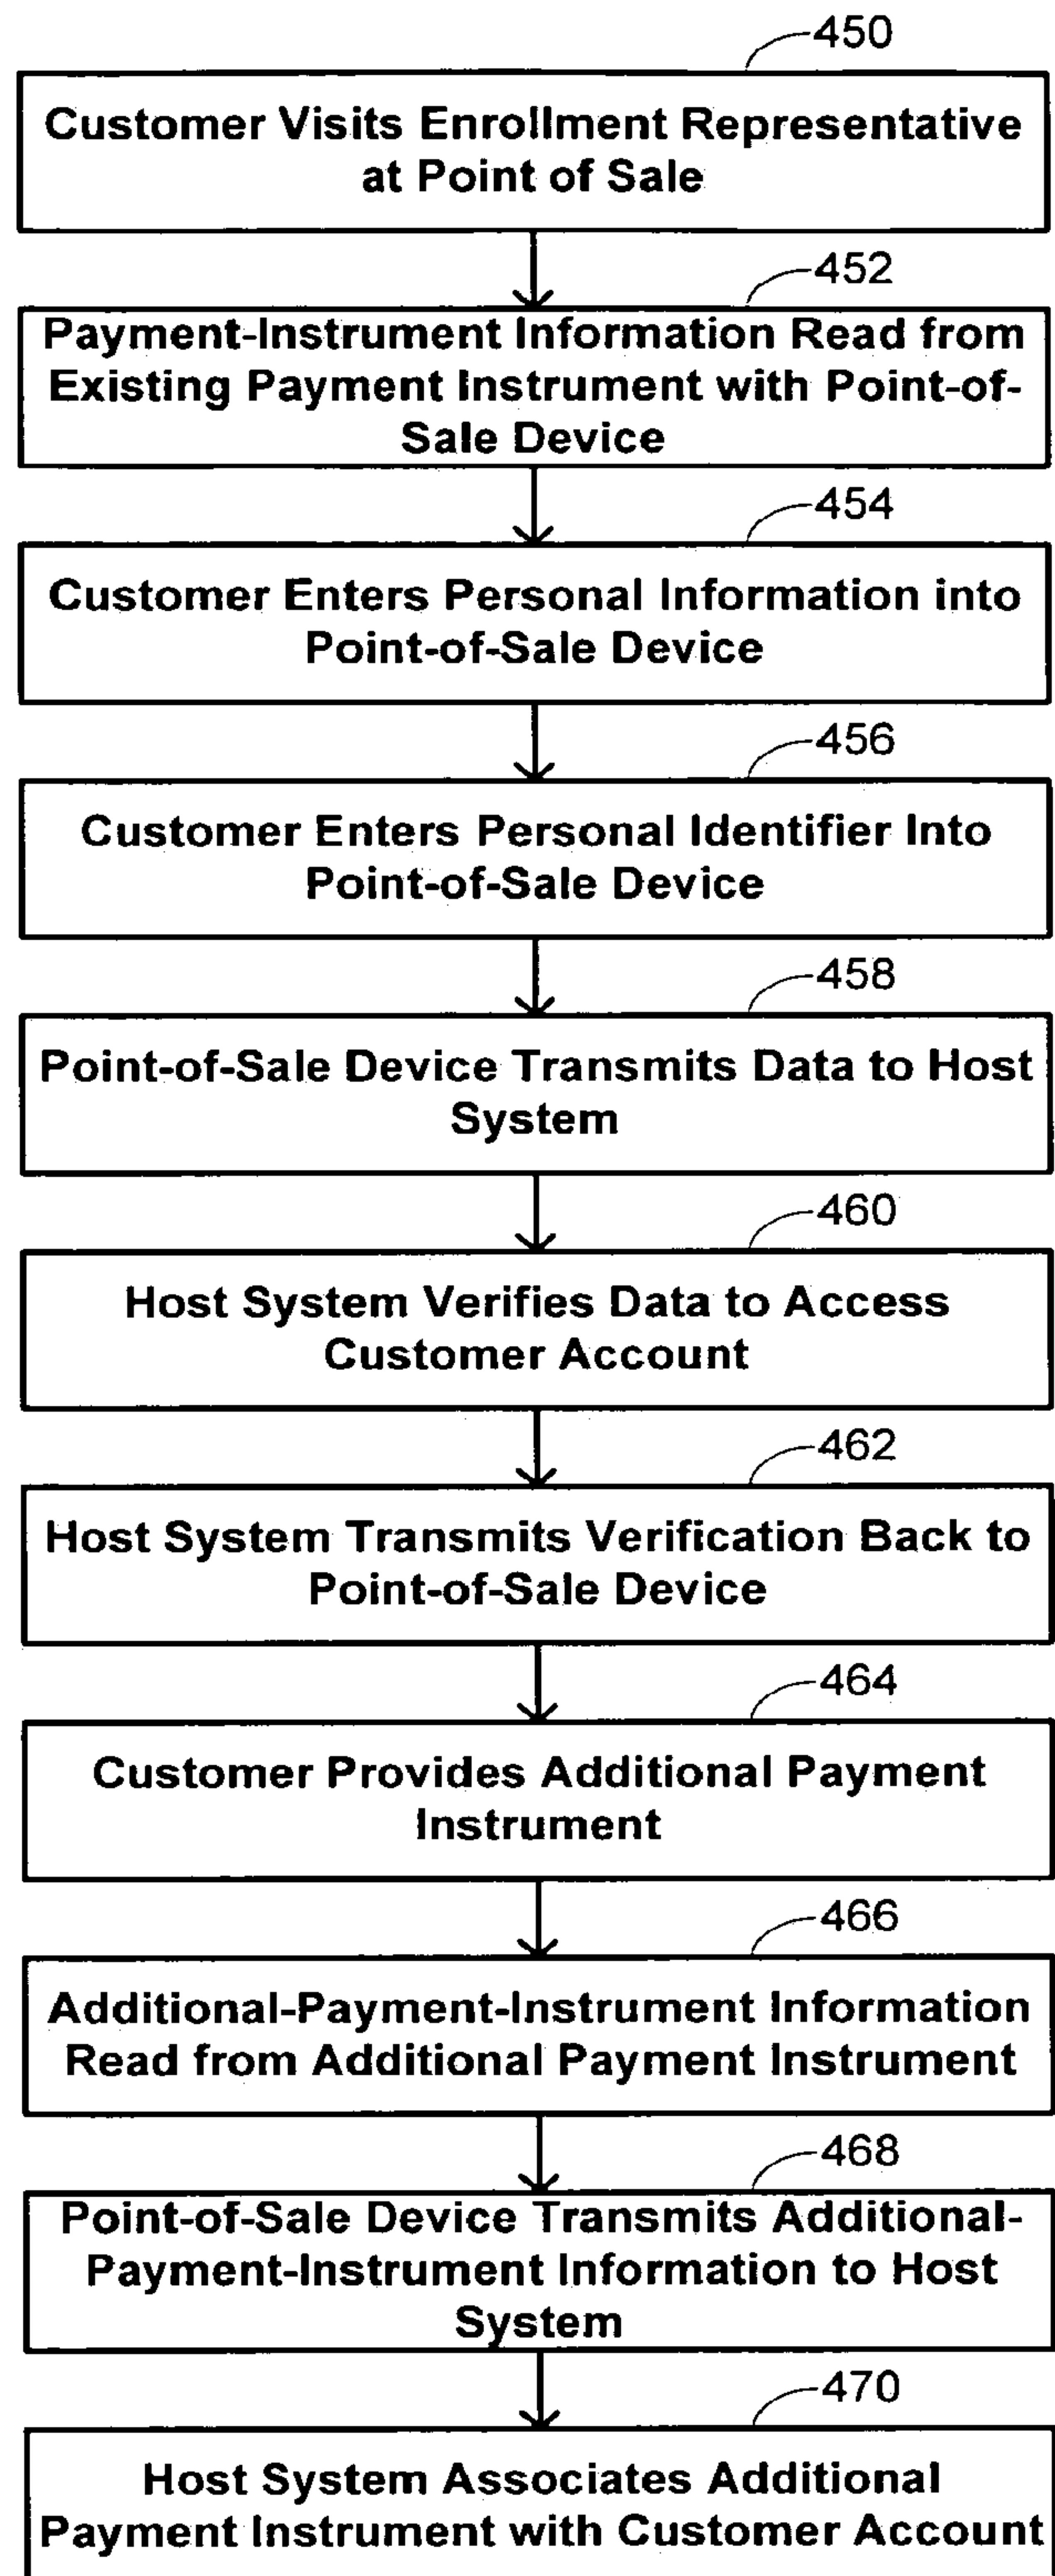 450
Customer Visits Enrollment Representative
at Point of Sale
452
Payment-Instrument Information Read from
Existing Payment Instrument with Point-of-
Sale Device
454
Customer Enters Personal Information into
Point-of-Sale Device
456
Customer Enters Personal Identifier Into
Point-of-Sale Device
458
Point-of-Sale Device Transmits Data to Host
System
460
Host System Verifies Data to Access
Customer Account
462
Host System Transmits Verification Back to
Point-of-Sale Device
464
Customer Provides Additional Payment
Instrument
466
Additional-Payment-Instrument Information
Read from Additional Payment Instrument
468
Point-of-Sale Device Transmits Additional-
Payment-Instrument Information to Host
System
470
Host System Associates Additional
Payment Instrument with Customer Account